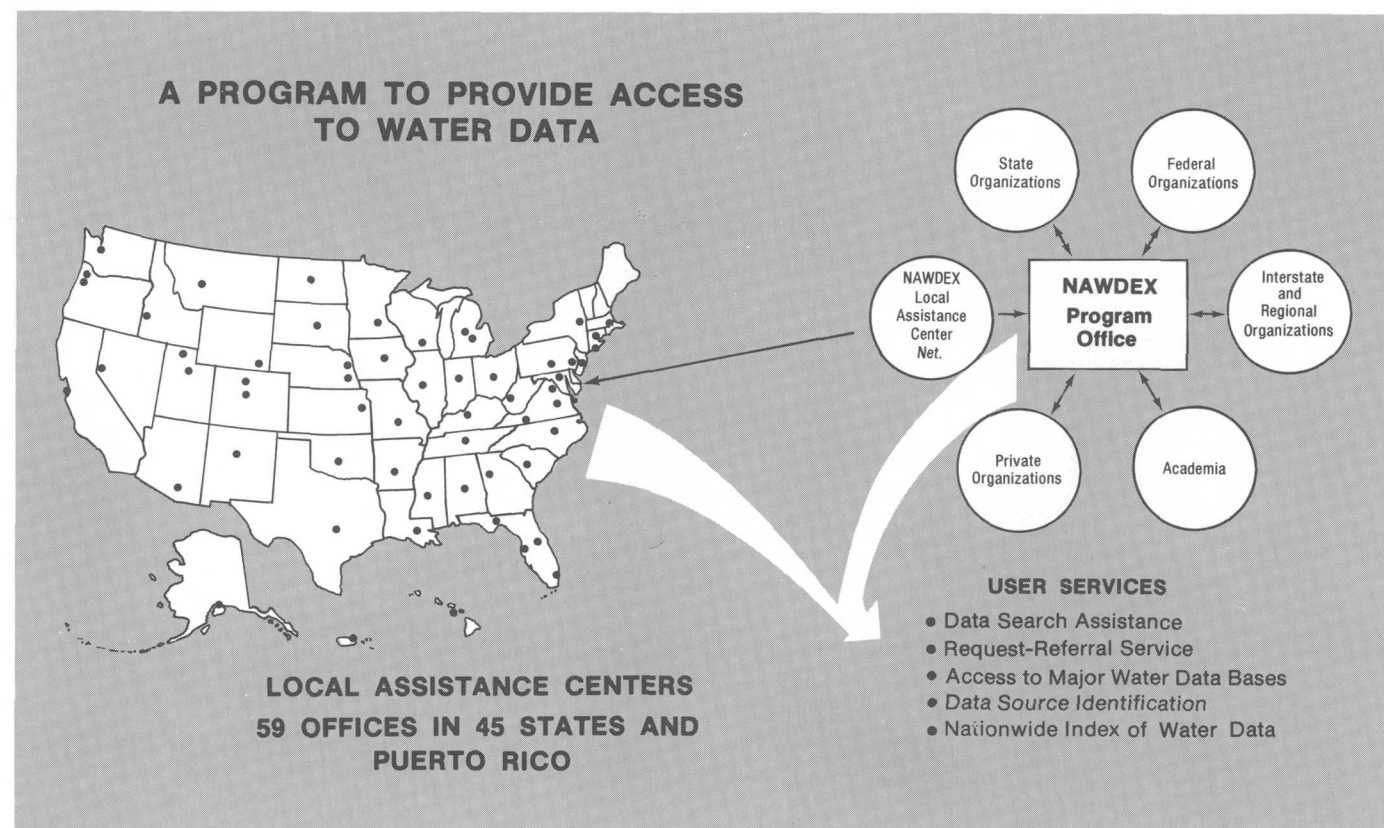 A PROGRAM TO PROVIDE ACCESS
TO WATER DATA
State
Organizations
Federal
Organizations
NAWDEX
Local
Assistance
Center
Net.
NAWDEX
Program
Office
Interstate
and
Regional
Organizations
Private
Organizations
Academia
LOCAL ASSISTANCE CENTERS
59 OFFICES IN 45 STATES AND
PUERTO RICO
USER SERVICES
• Data Search Assistance
• Request-Referral Service
• Access to Major Water Data Bases
• Data Source Identification
• Nationwide Index of Water Data